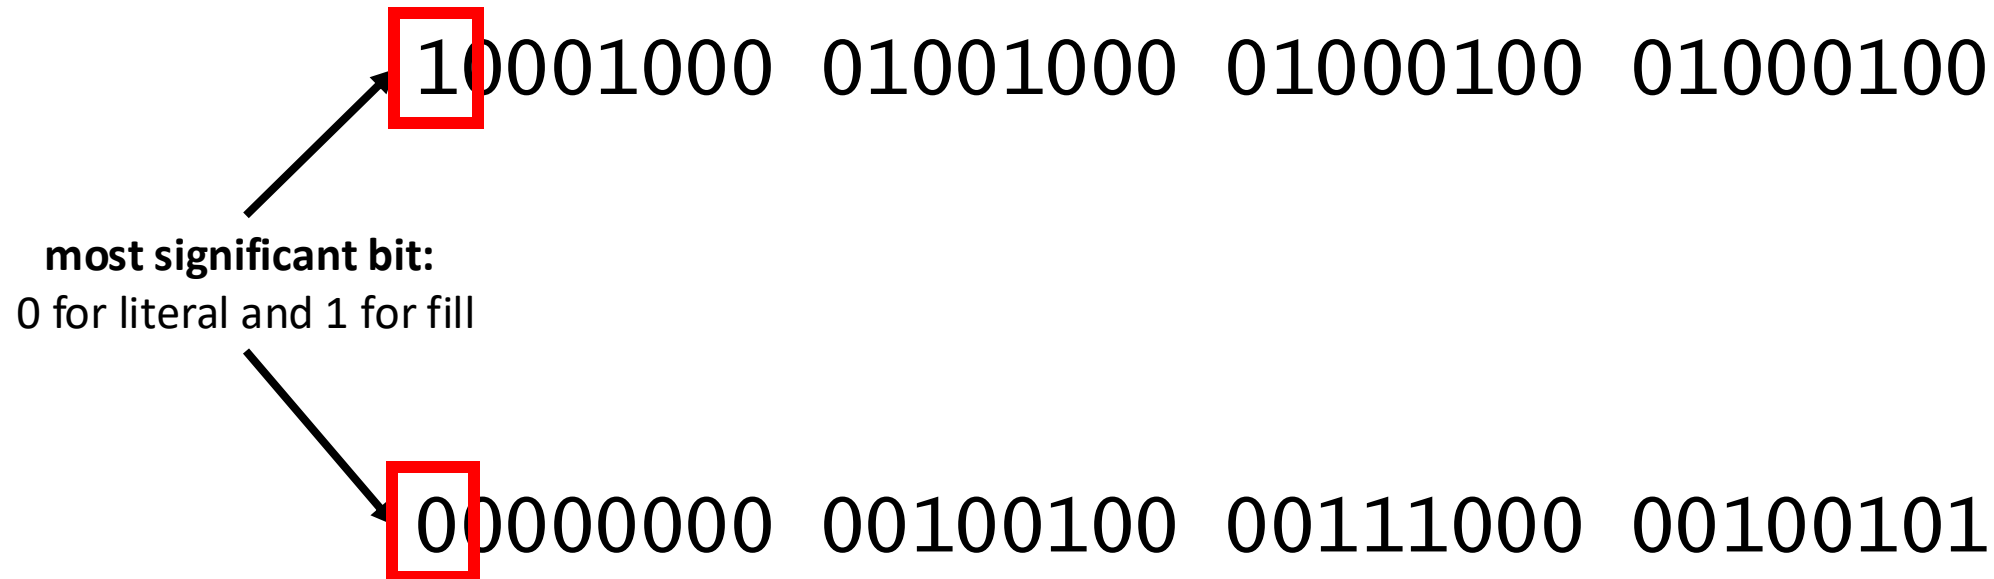 10001000 01001000 01000100 01000100
most significant bit:
0 for literal and 1 for fill
00000000 00100100 00111000 00100101